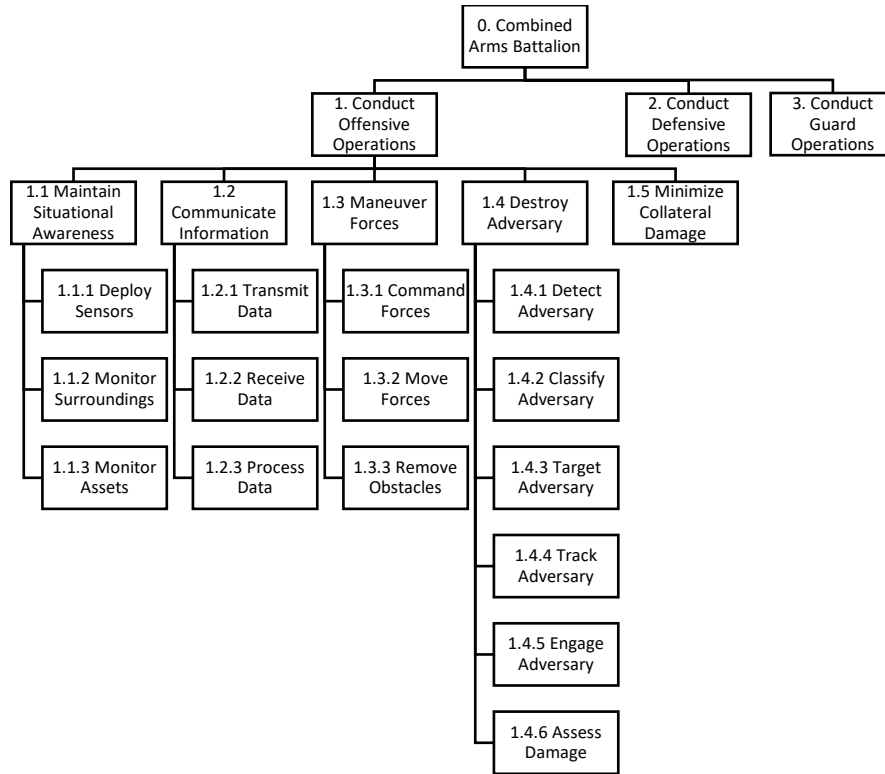 0. Combined
Arms Battalion
1. Conduct
Offensive
Operations
2. Conduct
Defensive
Operations
3. Conduct
Guard
Operations
1.1 Maintain
Situational
Awareness
1.2
Communicate
Information
1.3 Maneuver
Forces
1.4 Destroy
Adversary
1.5 Minimize
Collateral
Damage
1.1.1 Deploy
Sensors
1.1.2 Monitor
Surroundings
1.1.3 Monitor
Assets
1.2.1 Transmit
Data
1.2.2 Receive
Data
1.2.3 Process
Data
1.3.1 Command
Forces
1.3.2 Move
Forces
1.3.3 Remove
Obstacles
1.4.1 Detect
Adversary
1.4.2 Classify
Adversary
1.4.3 Target
Adversary
1.4.4 Track
Adversary
1.4.5 Engage
Adversary
1.4.6 Assess
Damage